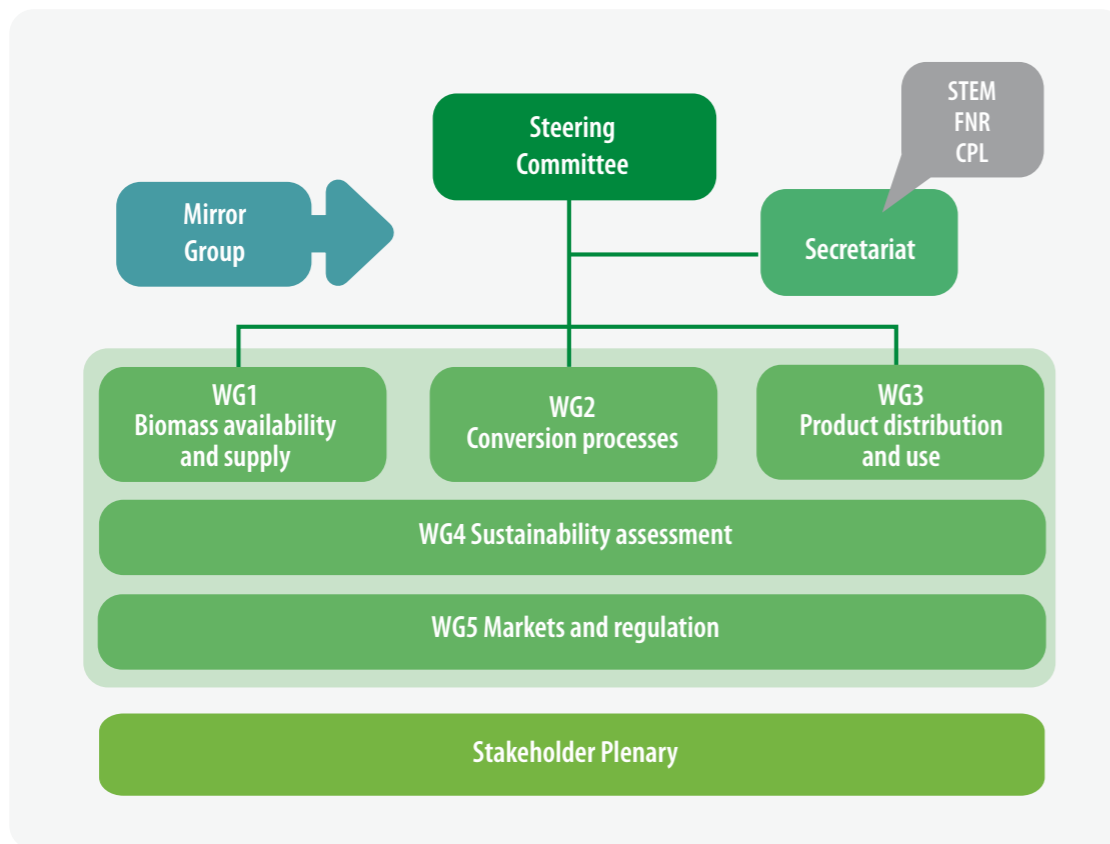 STEM
FNR
CPL
Steering
Committee
Mirror
Group
Secretariat
WG1
Biomass availability
and supply
WG2
Conversion processes
WG3
Product distribution
and use
WG4 Sustainability assessment
WG5 Markets and regulation
Stakeholder Plenary